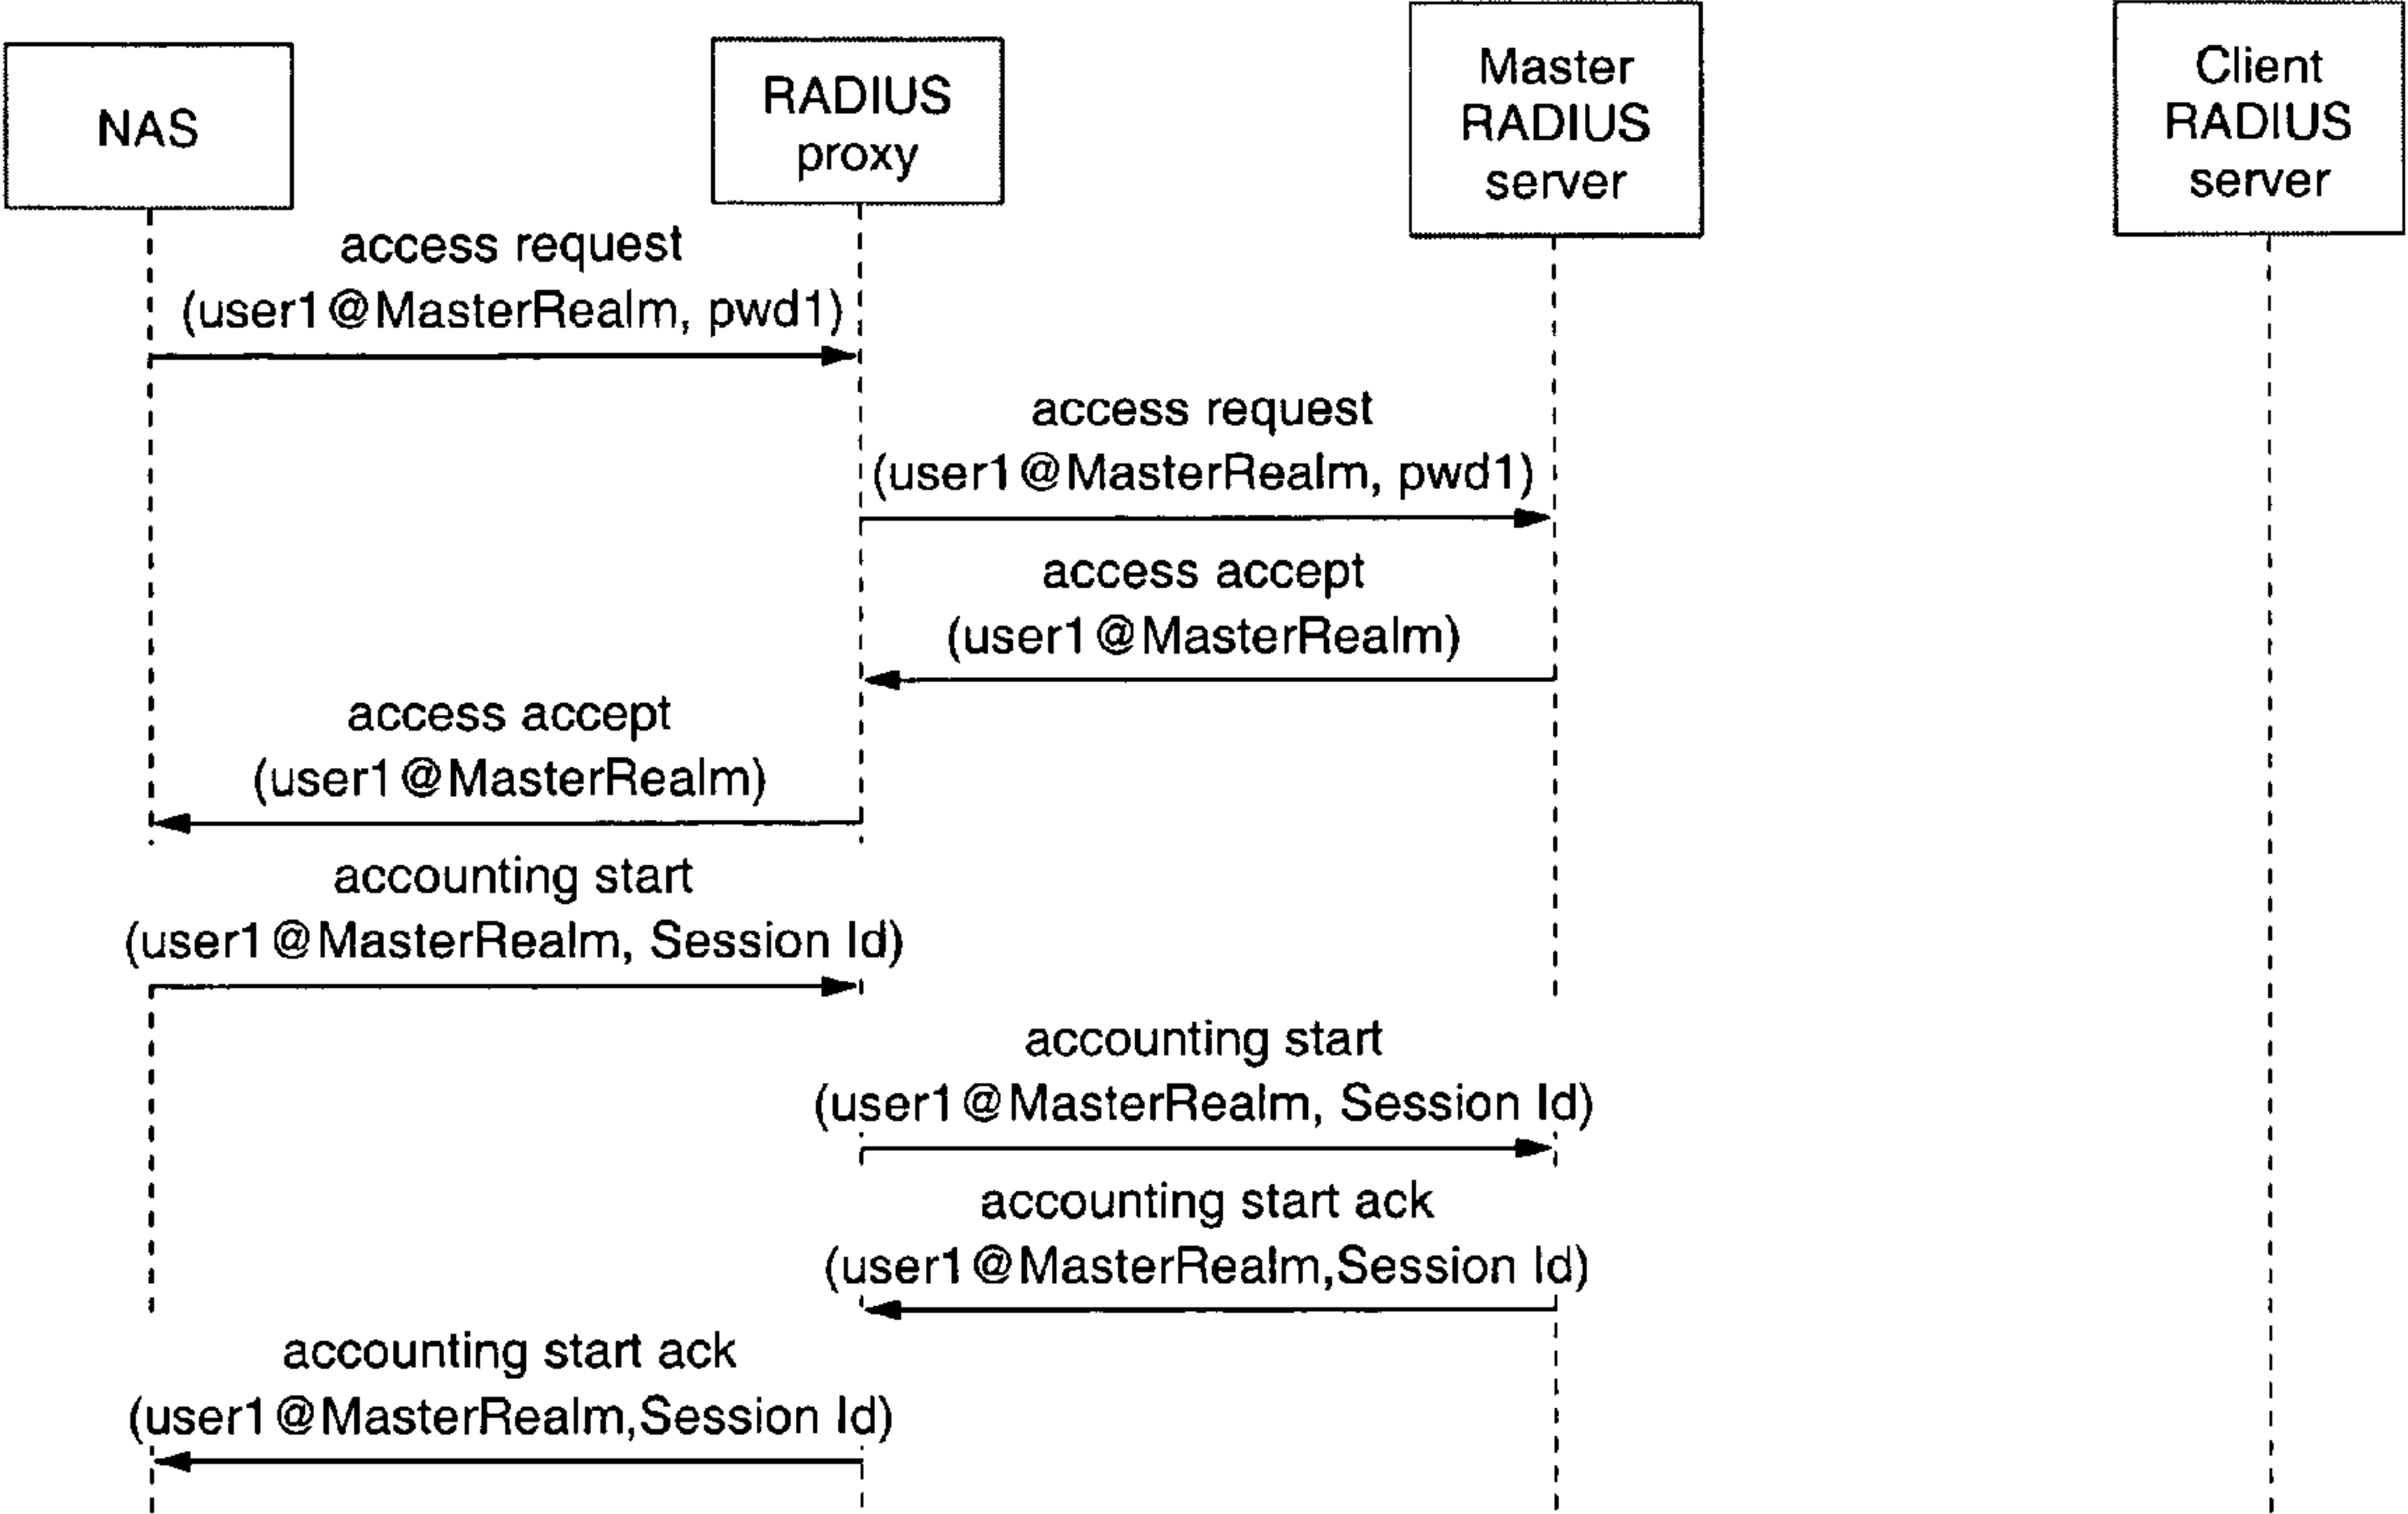 NAS
RADIUS
proxy
Master
RADIUS
server
Client
RADIUS
server
access request
(user1@MasterRealm, pwd1)
access request
(user1@MasterRealm, pwd1)
access accept
(user1@MasterRealm)
access accept
(user1@MasterRealm)
accounting start
(user1@MasterRealm, Session Id)
accounting start
(user1@MasterRealm, Session Id)
accounting start ack
(user1@MasterRealm,Session Id)
accounting start ack
(user1@MasterRealm,Session Id)